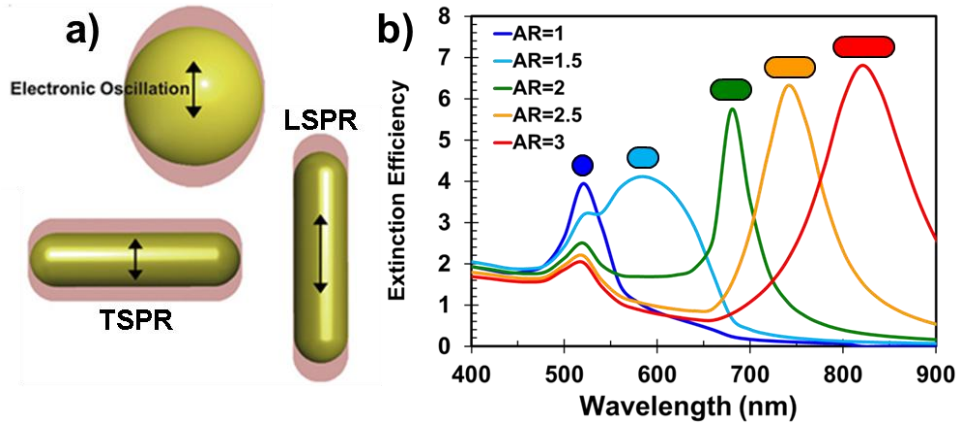 a)
Electronic Oscillation
LSPR
TSPR
b)
8
7
6
5
4
3
2
1
0
Extinction Efficiency
AR=1
AR=1.5
AR=2
AR=2.5
AR=3
400 500 600 700 800 900
Wavelength (nm)